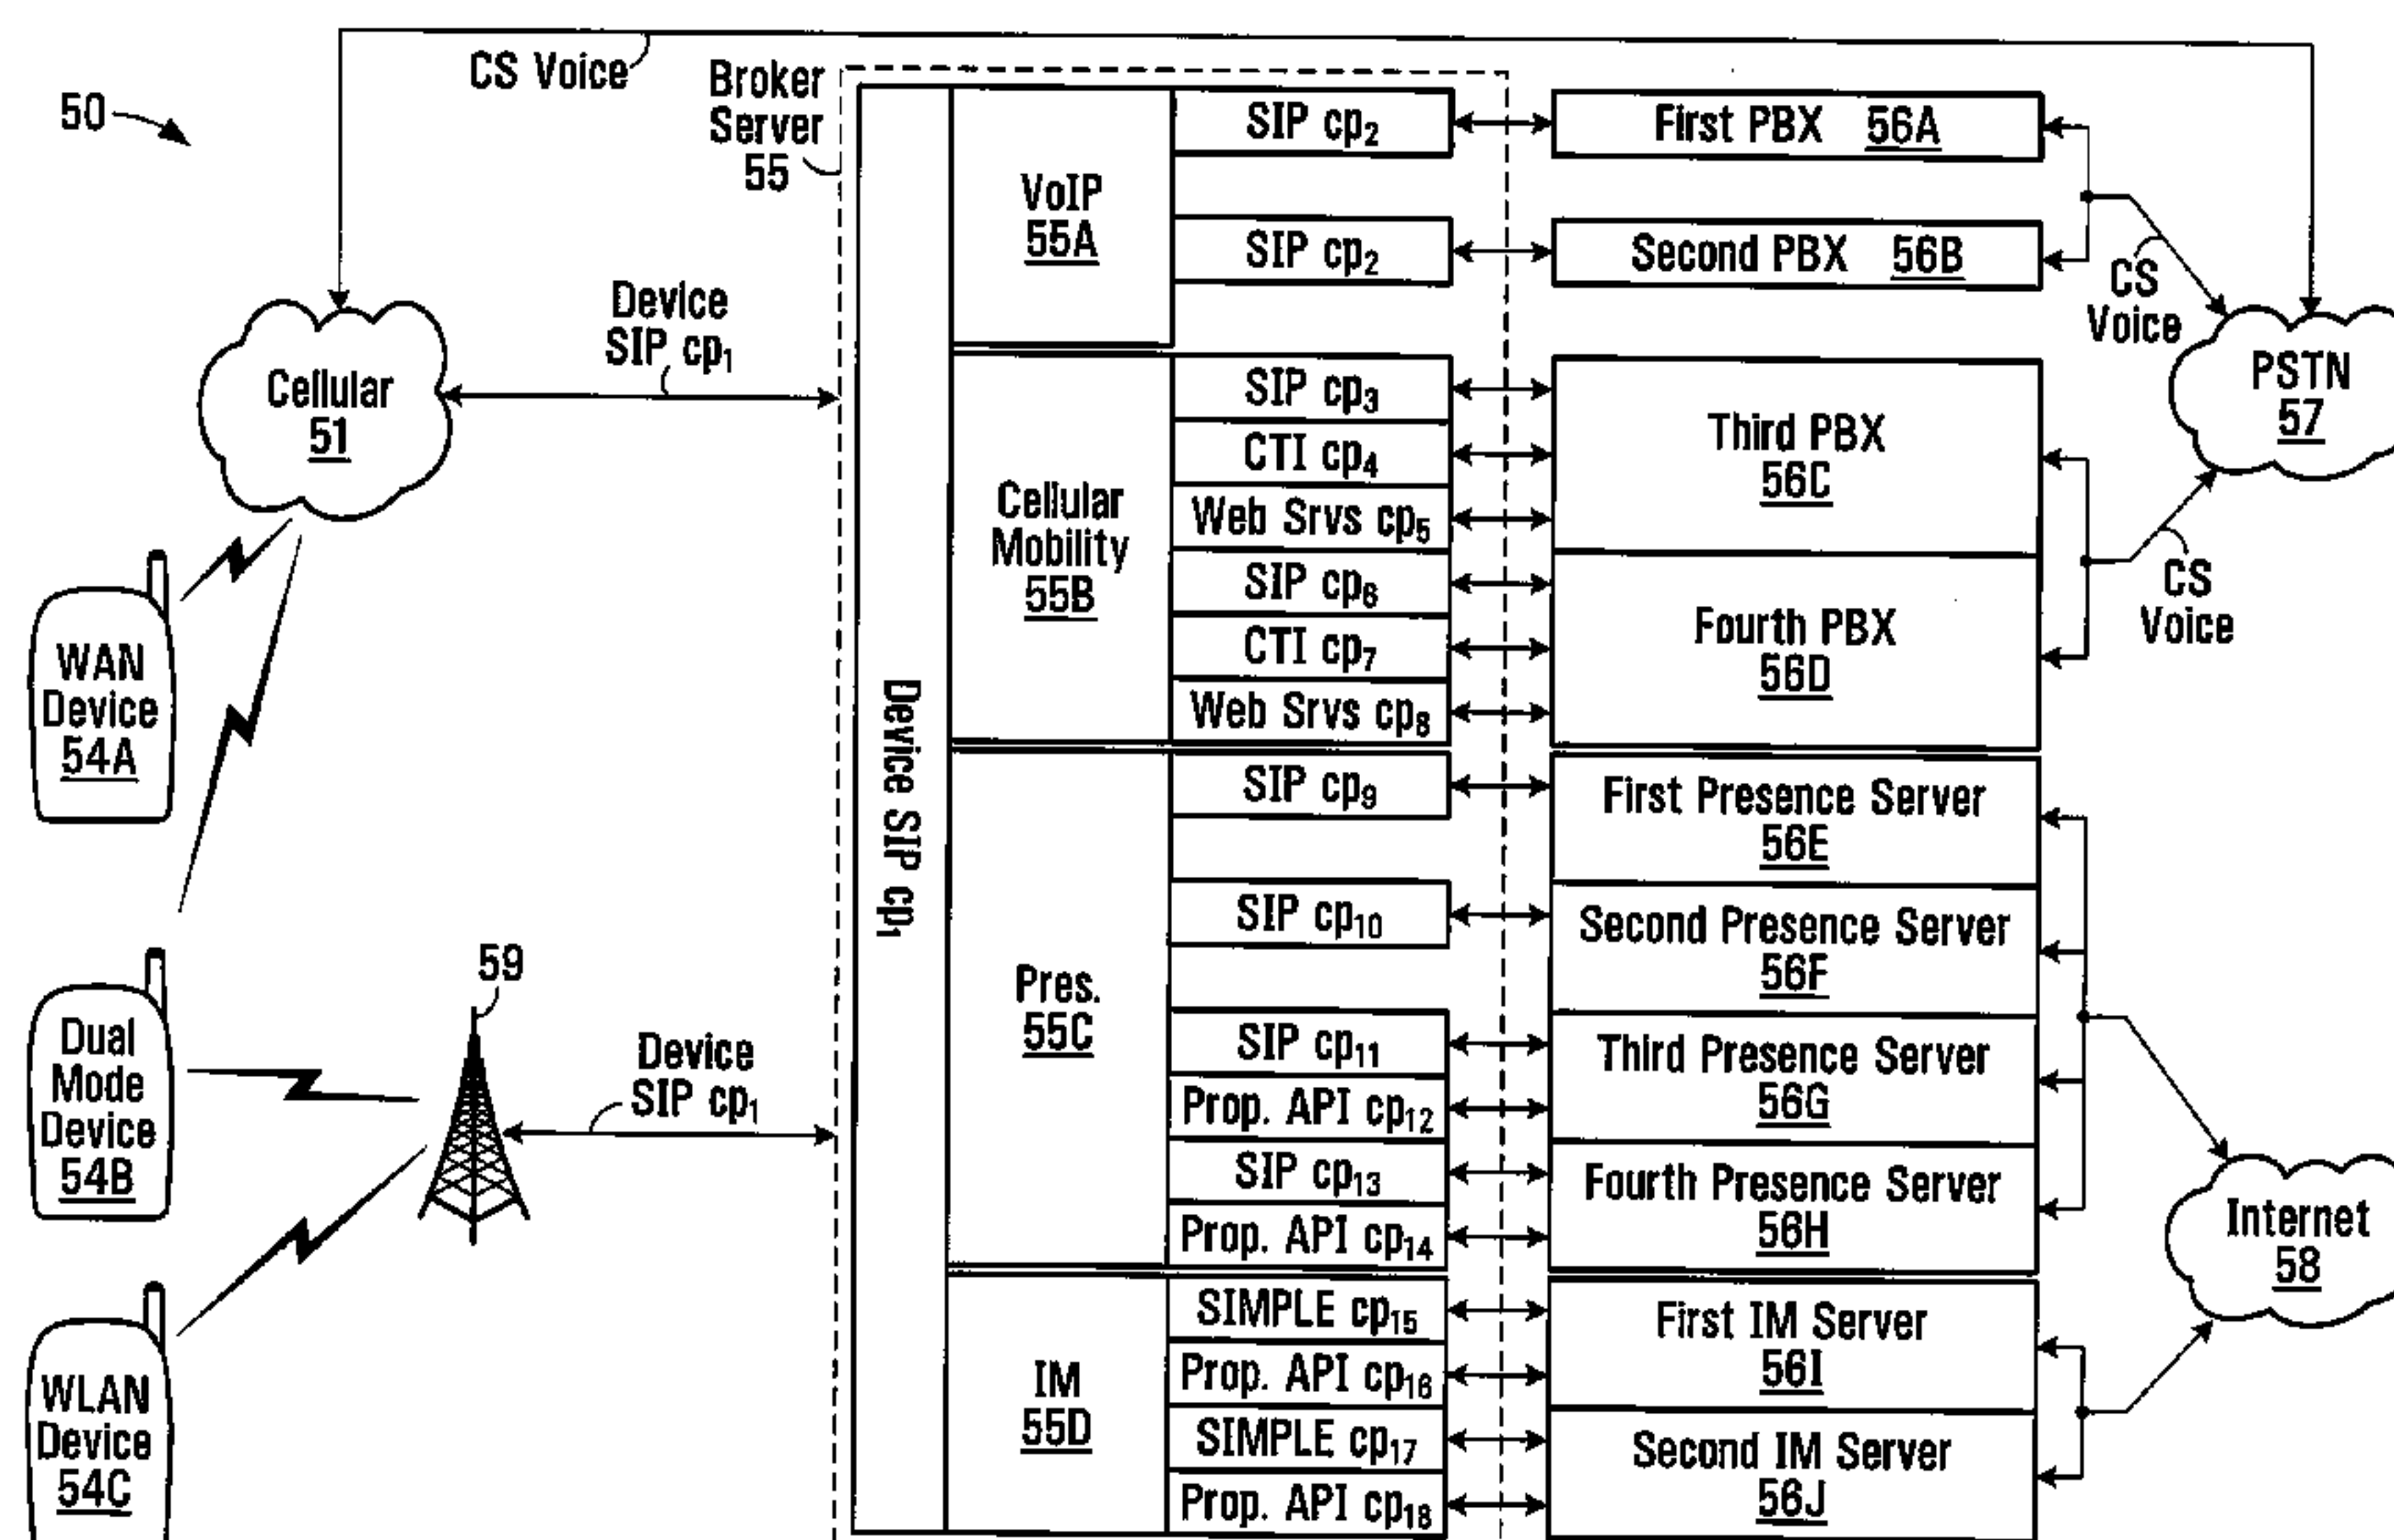 50
CS Voice
Broker
Server
55
Cellular
51
Device
SIP cp₁
WAN
Device
54A
Dual
Mode
Device
54B
WLAN
Device
54C
59
Device
SIP cp₁
Device SIP cp₁
VoIP
55A
SIP cp₂
SIP cp₂
Cellular
Mobility
55B
SIP cp₃
CTI cp₄
Web Srvs cp₅
SIP cp₆
CTI cp₇
Web Srvs cp₈
Pres.
55C
SIP cp₉
SIP cp₁₀
SIP cp₁₁
Prop. API cp₁₂
SIP cp₁₃
Prop. API cp₁₄
IM
55D
SIMPLE cp₁₅
Prop. API cp₁₆
SIMPLE cp₁₇
Prop. API cp₁₈
First PBX 56A
Second PBX 56B
Third PBX
56C
Fourth PBX
56D
First Presence Server
56E
Second Presence Server
56F
Third Presence Server
56G
Fourth Presence Server
56H
First IM Server
56I
Second IM Server
56J
CS
Voice
PSTN
57
CS
Voice
Internet
58